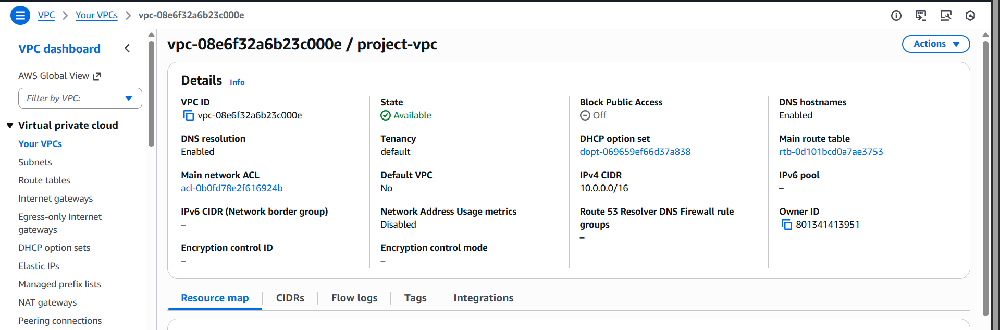 VPC > Your VPCs > vpc-08e6f32a6b23c000e
VPC dashboard
AWS Global View
Filter by VPC:
Virtual private cloud
Your VPCs
Subnets
Route tables
Internet gateways
Egress-only Internet
gateways
DHCP option sets
Elastic IPs
Managed prefix lists
NAT gateways
Peering connections
vpc-08e6f32a6b23c000e / project-vpc
Actions
Details Info
VPC ID
vpc-08e6f32a6b23c000e
State
Available
Block Public Access
Off
DNS hostnames
Enabled
DNS resolution
Enabled
Tenancy
default
DHCP option set
dopt-069659ef66d37a838
Main route table
rtb-0d101bcd0a7ae3753
Main network ACL
acl-0b0fd78e2f616924b
Default VPC
No
IPv4 CIDR
10.0.0.0/16
IPv6 pool
–
IPv6 CIDR (Network border group)
–
Network Address Usage metrics
Disabled
Route 53 Resolver DNS Firewall rule
groups
–
Owner ID
801341413951
Encryption control ID
–
Encryption control mode
–
Resource map
CIDRs
Flow logs
Tags
Integrations